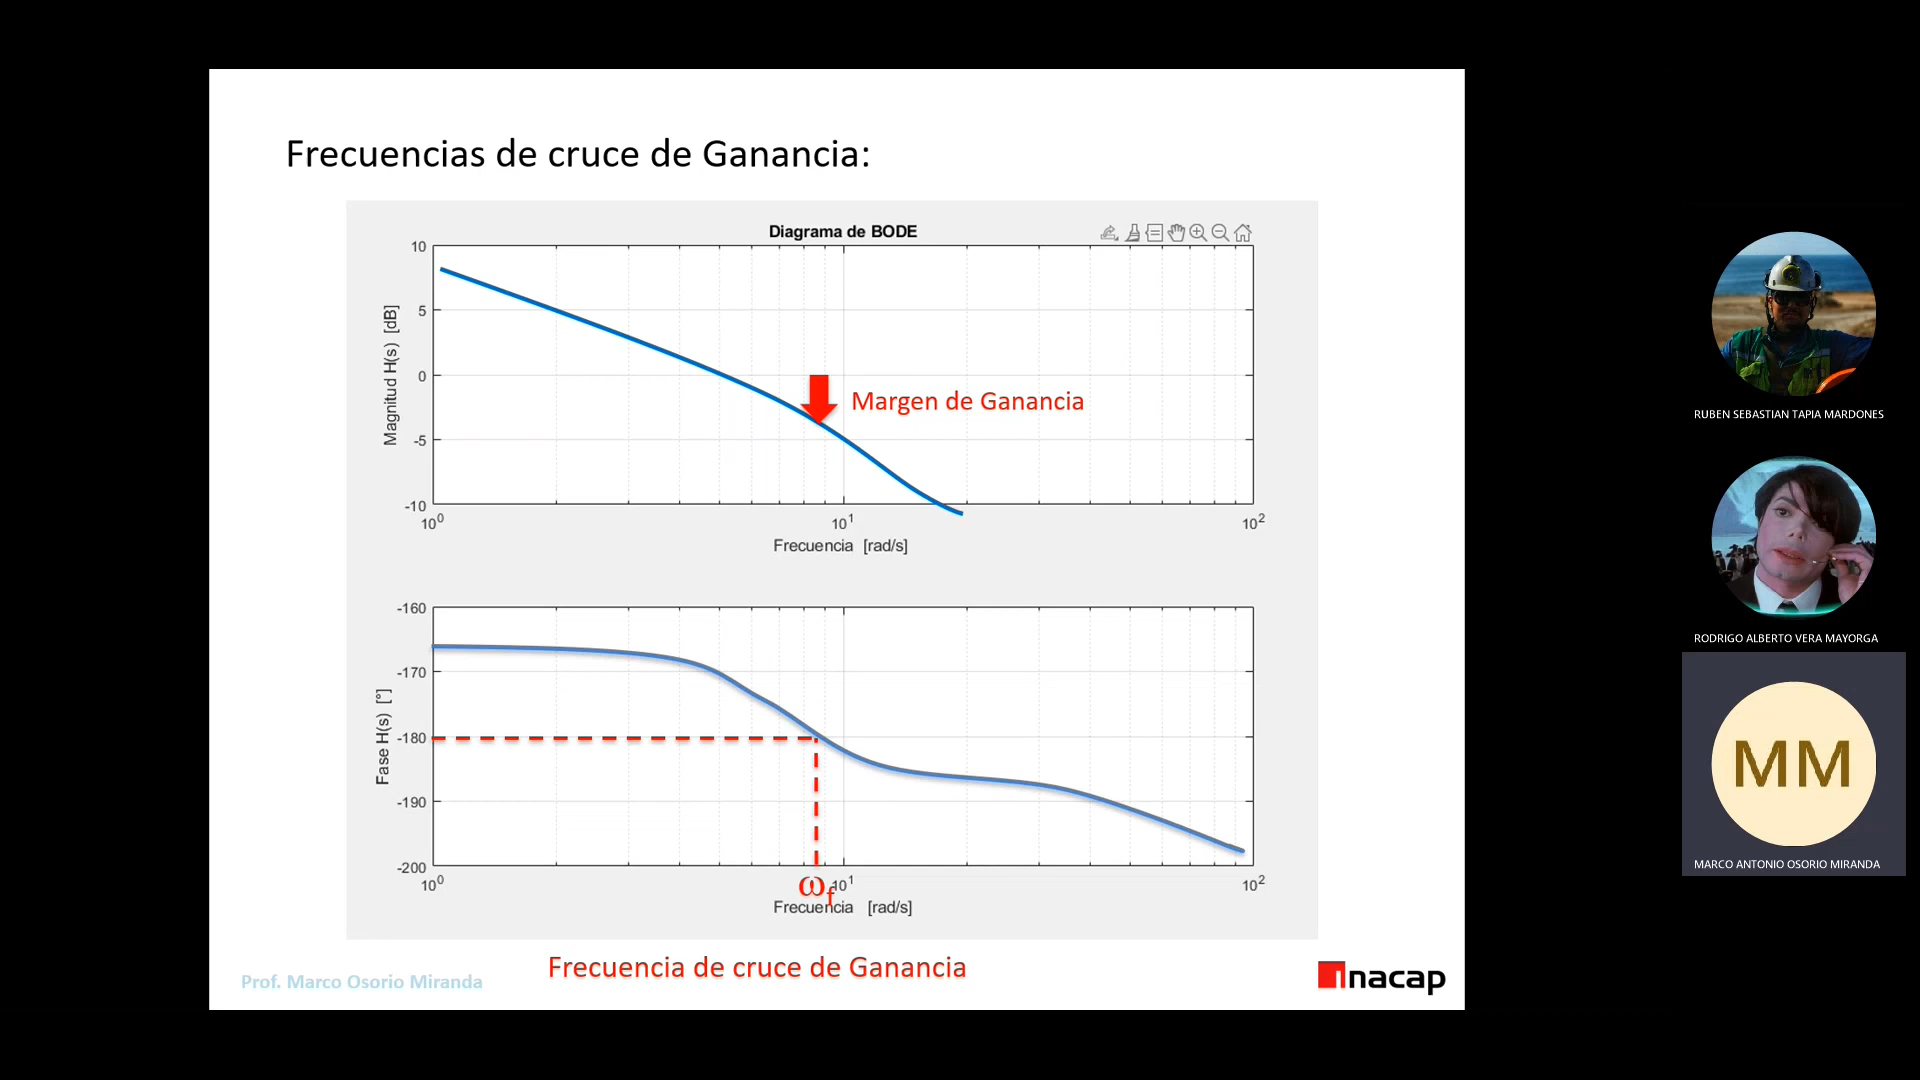 Frecuencias de cruce de Ganancia:
Diagrama de BODE
10
5
0
-5
-10
Magnitud H(s) [dB]
Margen de Ganancia
10⁰
10¹
10²
Frecuencia [rad/s]
-160
-170
-180
-190
-200
Fase H(s) [°]
10⁰
ωf
10¹
10²
Frecuencia [rad/s]
Frecuencia de cruce de Ganancia
Prof. Marco Osorio Miranda
inacap
RUBEN SEBASTIAN TAPIA MARDONES
RODRIGO ALBERTO VERA MAYORGA
MM
MARCO ANTONIO OSORIO MIRANDA